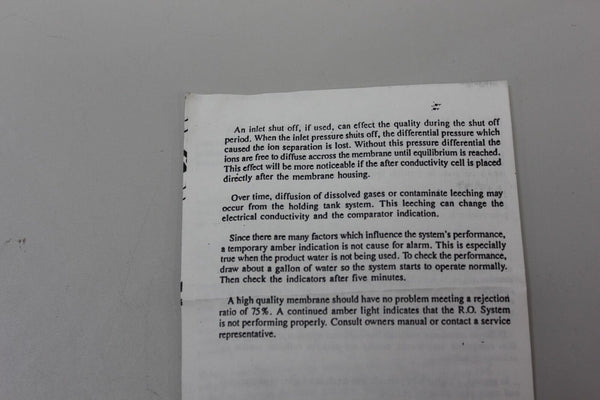 An inlet shut off, if used, can effect the quality during the shut off
period. When the inlet pressure shuts off, the differential pressure which
caused the ion separation is lost. Without this pressure differential the
ions are free to diffuse accross the membrane until equilibrium is reached.
This effect will be more noticeable if the after conductivity cell is placed
directly after the membrane housing.
Over time, diffusion of dissolved gases or contaminate leeching may
occur from the holding tank system. This leeching can change the
electrical conductivity and the comparator indication.
Since there are many factors which influence the system's performance,
a temporary amber indication is not cause for alarm. This is especially
true when the product water is not being used. To check the performance,
draw about a gallon of water so the system starts to operate normally.
Then check the indicators after five minutes.
A high quality membrane should have no problem meeting a rejection
ratio of 75%. A continued amber light indicates that the R.O. System
is not performing properly. Consult owners manual or contact a service
representative.